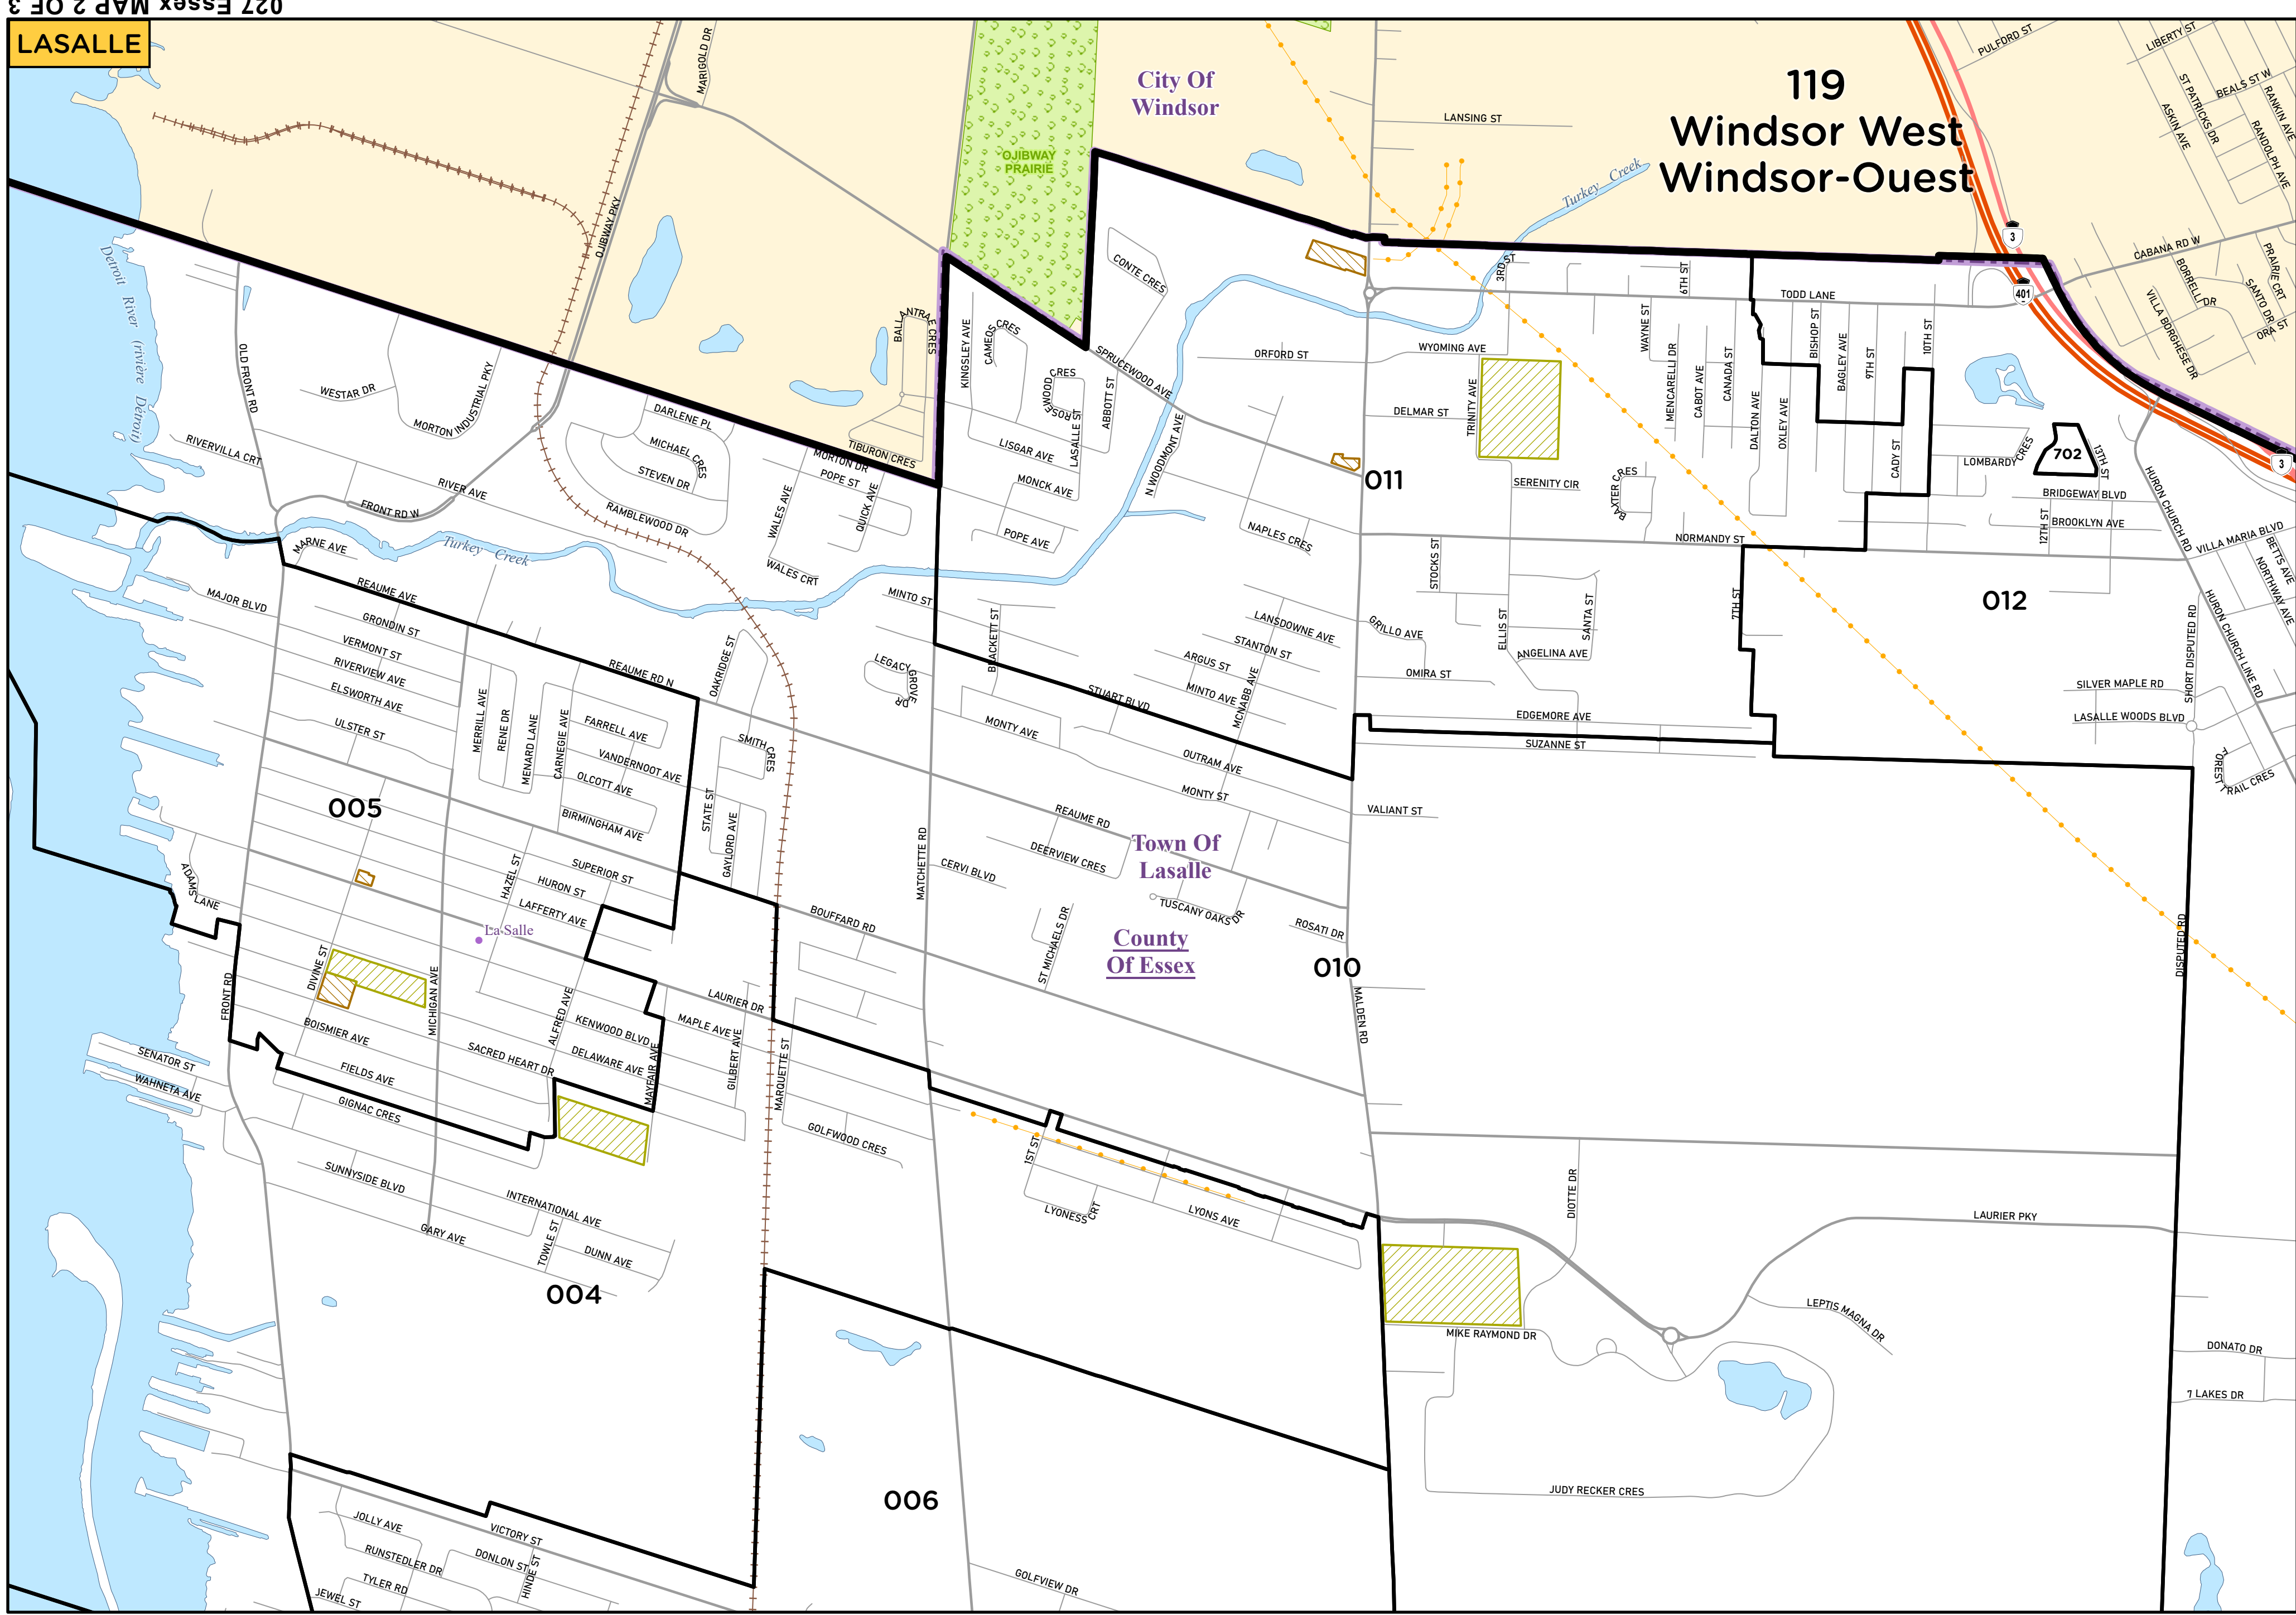 027 Essex MAP 2 OF 3
LASALLE
City Of
Windsor
119
Windsor West
Windsor-Ouest
OJIBWAY
PRAIRIE
MARIGOLD DR
OJIBWAY PKY
LANSING ST
Turkey Creek
PULFORD ST
LIBERTY ST
BEALS ST W
ST PATRICKS DR
ASKIN AVE
RANKIN AVE
RANDOLPH AVE
CABANA RD W
PRAIRIE CRT
BORRELL DR
SANTO DR
ORA ST
VILLA BORGHESE DR
3
401
3
Detroit River (rivière Détroit)
OLD FRONT RD
WESTAR DR
MORTON INDUSTRIAL PKY
RIVERVILLA CRT
RIVER AVE
FRONT RD W
DARLENE PL
MICHAEL CRES
STEVEN DR
RAMBLEWOOD DR
BALLANTRAE CRES
TIBURON CRES
MORTON DR
POPE ST
WALES AVE
QUICK AVE
WALES CRT
KINGSLEY AVE
CAMEOS CRES
ROSEWOOD CRES
LASALLE ST
ABBOTT ST
LISGAR AVE
MONCK AVE
POPE AVE
CONTE CRES
SPRUCEWOOD AVE
N WOODMONT AVE
ORFORD ST
WYOMING AVE
DELMAR ST
TRINITY AVE
011
3RD ST
6TH ST
TODD LANE
WAYNE ST
MENCARELLI DR
CABOT AVE
CANADA ST
DALTON AVE
OXLEY AVE
BISHOP ST
BAGLEY AVE
9TH ST
10TH ST
CADY ST
LOMBARDY CRES
702
13TH ST
BRIDGEWAY BLVD
BROOKLYN AVE
12TH ST
HURON CHURCH RD
VILLA MARIA BLVD
BETTS AVE
NORTHWAY AVE
HURON CHURCH LINE RD
SERENITY CIR
BAXTER CRES
NORMANDY ST
NAPLES CRES
STOCKS ST
ELLIS ST
SANTA ST
ANGELINA AVE
7TH ST
012
SHORT DISPUTED RD
SILVER MAPLE RD
LASALLE WOODS BLVD
FOREST TRAIL CRES
MARNE AVE
Turkey Creek
REAUME AVE
MAJOR BLVD
GRONDIN ST
VERMONT ST
RIVERVIEW AVE
ELSWORTH AVE
ULSTER ST
REAUME RD N
OAKRIDGE ST
MINTO ST
BRACKETT ST
LEGACY GROVE DR
LANSDOWNE AVE
STANTON ST
ARGUS ST
MINTO AVE
MCNABB AVE
GRILLO AVE
OMIRA ST
EDGEMORE AVE
SUZANNE ST
STUART BLVD
MERRILL AVE
RENE DR
MENARD LANE
CARNEGIE AVE
FARRELL AVE
VANDERNOOT AVE
OLCOTT AVE
BIRMINGHAM AVE
SMITH CRES
STATE ST
GAYLORD AVE
MONTY AVE
OUTRAM AVE
MONTY ST
VALIANT ST
005
SUPERIOR ST
HURON ST
LAFFERTY AVE
HAZEL ST
ADAMS LANE
La Salle
MATCHETTE RD
REAUME RD
DEERVIEW CRES
CERVI BLVD
Town Of
Lasalle
TUSCANY OAKS DR
ROSATI DR
BOUFFARD RD
ST MICHAELS DR
County
Of Essex
010
MALDEN RD
DISPUTED RD
DIVINE ST
FRONT RD
MICHIGAN AVE
ALFRED AVE
BOISMIER AVE
FIELDS AVE
GIGNAC CRES
SACRED HEART DR
KENWOOD BLVD
DELAWARE AVE
MAYFAIR AVE
LAURIER DR
MAPLE AVE
GILBERT AVE
MARQUETTE ST
SENATOR ST
WAHNETA AVE
GOLFWOOD CRES
1ST ST
LYONESS CRT
LYONS AVE
SUNNYSIDE BLVD
INTERNATIONAL AVE
GARY AVE
TOWLE ST
DUNN AVE
004
DIOTTE DR
LAURIER PKY
LEPTIS MAGNA DR
MIKE RAYMOND DR
DONATO DR
7 LAKES DR
JUDY RECKER CRES
006
VICTORY ST
JOLLY AVE
RUNSTEDLER DR
DONLON ST
HINDE ST
TYLER RD
JEWEL ST
GOLFVIEW DR